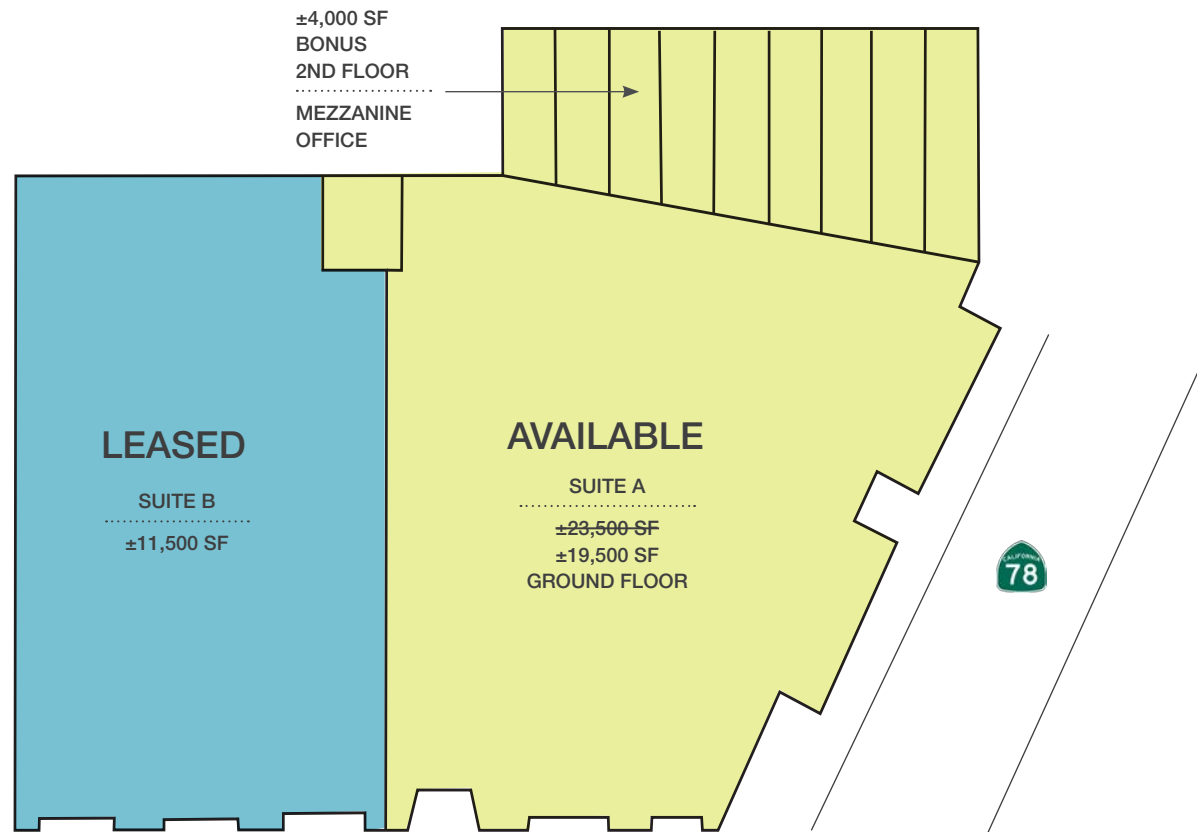 ±4,000 SF
BONUS
2ND FLOOR
MEZZANINE
OFFICE
LEASED
SUITE B
±11,500 SF
AVAILABLE
SUITE A
±23,500 SF
±19,500 SF
GROUND FLOOR
CALIFORNIA
78